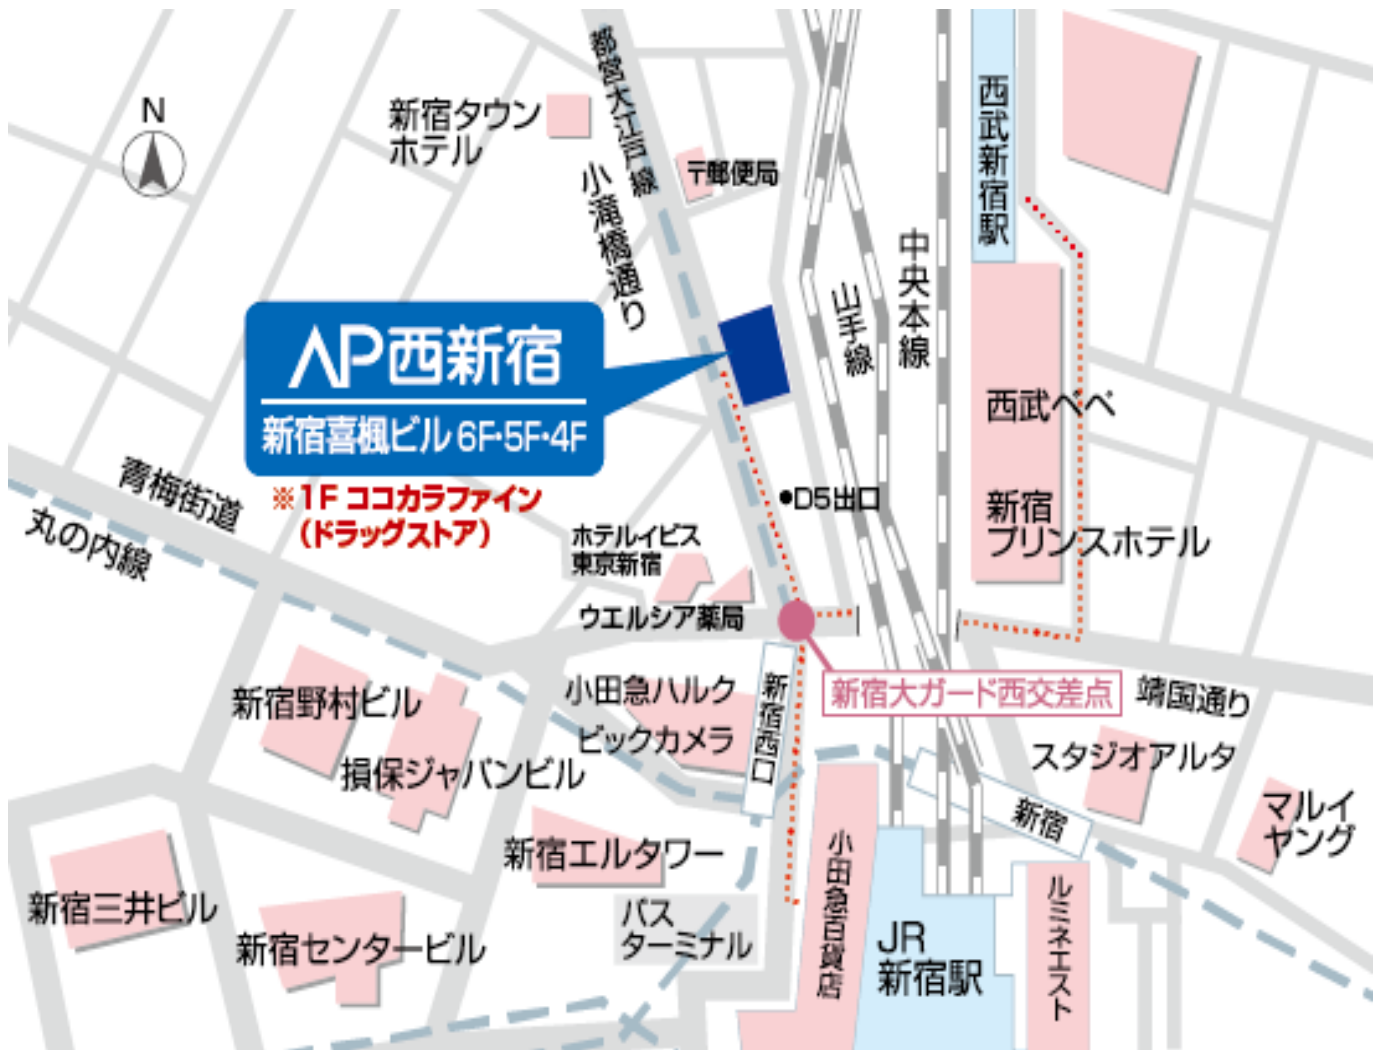 N
新宿タウン
ホテル
都営大江戸線
小滝橋通り
〒郵便局
西武新宿駅
中央本線
山手線
AP西新宿
新宿喜楓ビル 6F・5F・4F
※1F ココカラファイン
（ドラッグストア）
西武ペペ
新宿
プリンスホテル
青梅街道
丸の内線
●D5出口
ホテルイビス
東京新宿
ウエルシア薬局
新宿大ガード西交差点
靖国通り
新宿野村ビル
小田急ハルク
ビックカメラ
新宿西口
損保ジャパンビル
スタジオアルタ
新宿
マルイ
ヤング
新宿エルタワー
小田急百貨店
ルミネエスト
新宿三井ビル
新宿センタービル
バス
ターミナル
JR
新宿駅